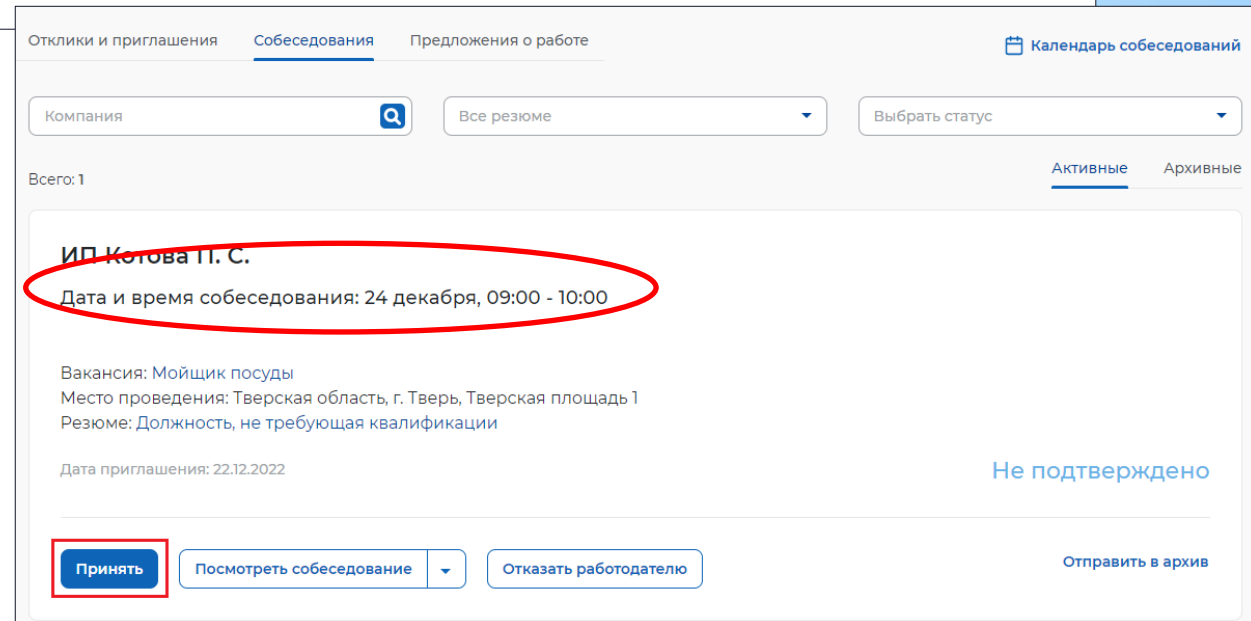 Отклики и приглашения Собеседования Предложения о работе Календарь собеседований
Компания Все резюме Выбрать статус
Всего: 1 Активные Архивные
ИП Котова П. С.
Дата и время собеседования: 24 декабря, 09:00 - 10:00
Вакансия: Мойщик посуды
Место проведения: Тверская область, г. Тверь, Тверская площадь 1
Резюме: Должность, не требующая квалификации
Дата приглашения: 22.12.2022 Не подтверждено
Принять Посмотреть собеседование Отказать работодателю Отправить в архив